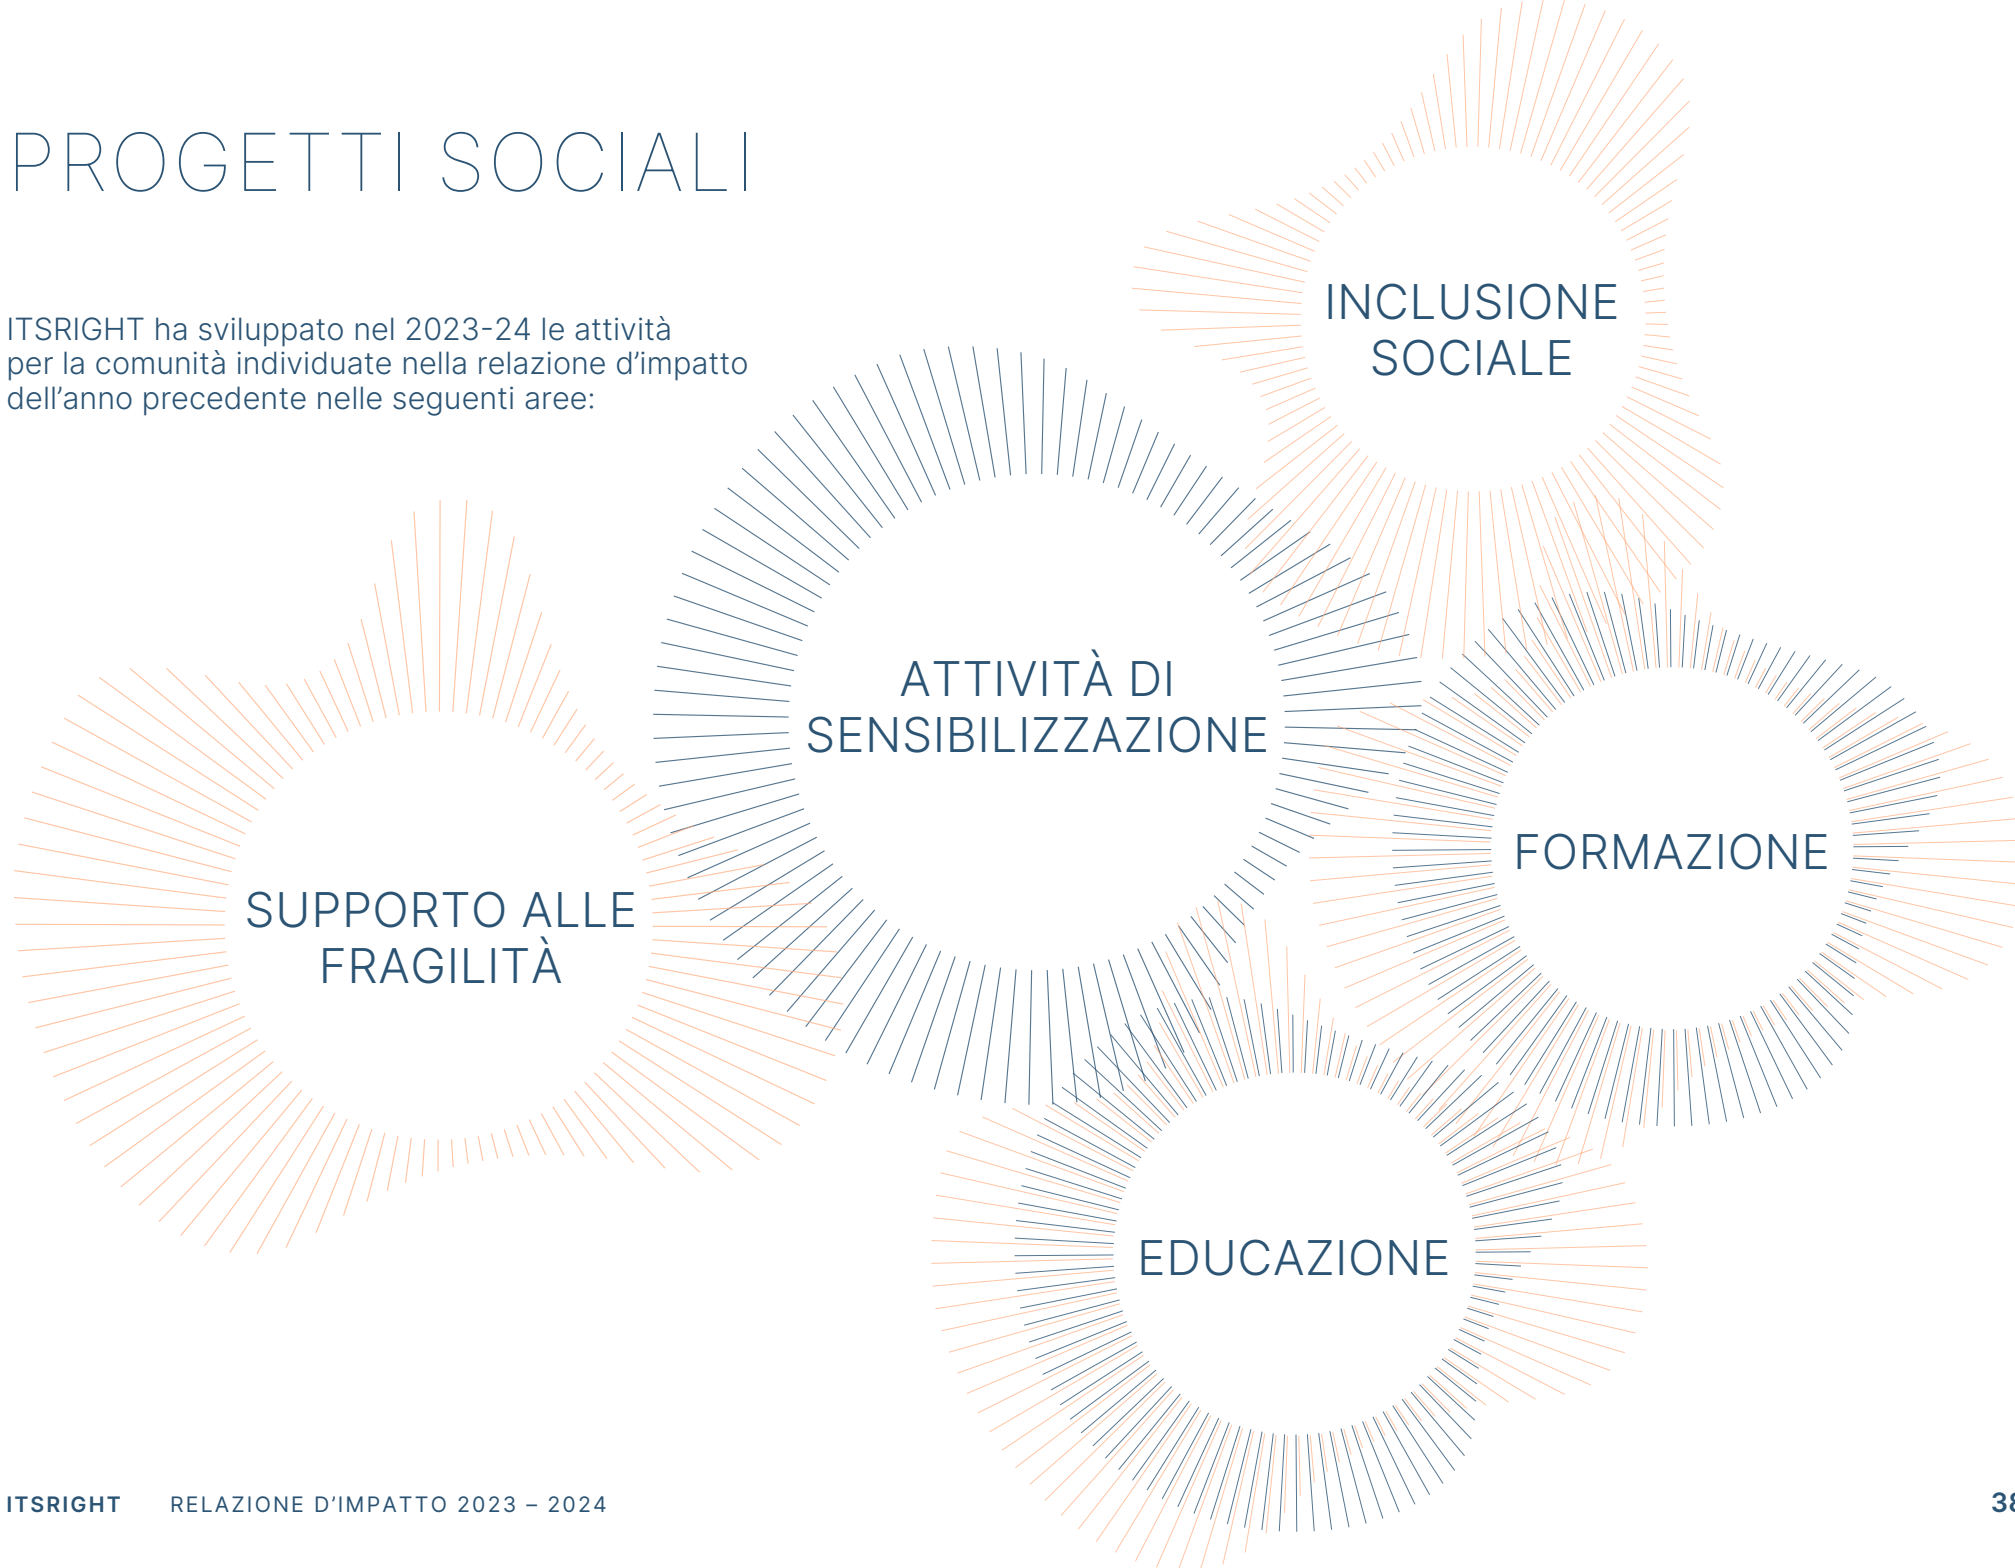 PROGETTI SOCIALI
ITSRIGHT ha sviluppato nel 2023-24 le attività
per la comunità individuate nella relazione d’impatto
dell’anno precedente nelle seguenti aree:
INCLUSIONE
SOCIALE
ATTIVITÀ DI
SENSIBILIZZAZIONE
FORMAZIONE
SUPPORTO ALLE
FRAGILITÀ
EDUCAZIONE
ITSRIGHT RELAZIONE D’IMPATTO 2023 – 2024
38